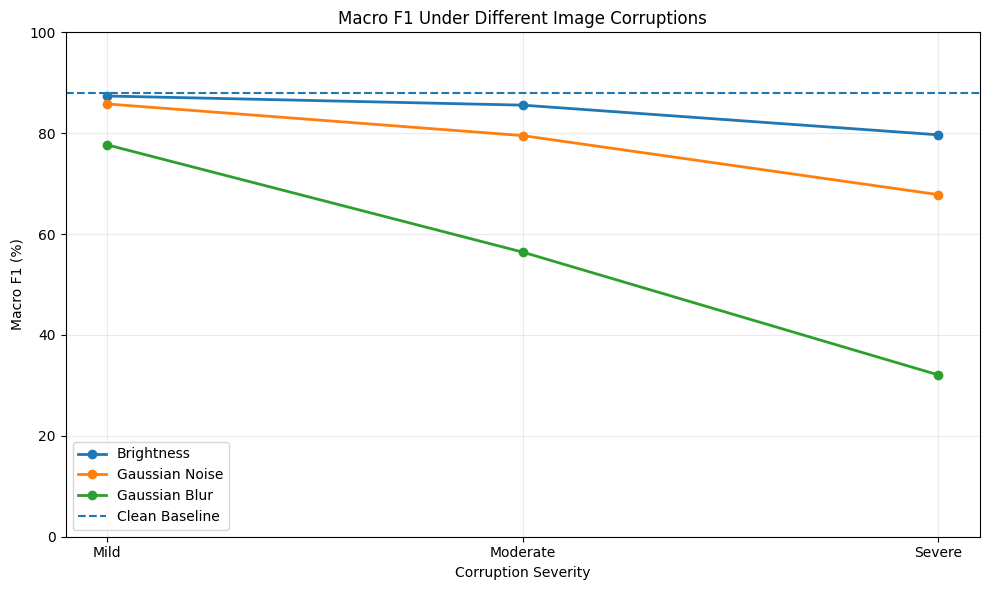 Macro F1 Under Different Image Corruptions
Macro F1 (%)
100
80
60
40
20
0
Brightness
Gaussian Noise
Gaussian Blur
Clean Baseline
Mild
Moderate
Severe
Corruption Severity